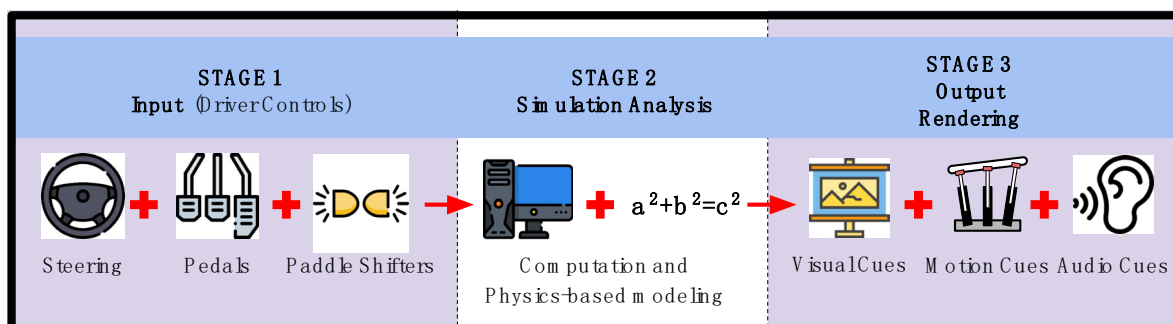 STAGE 1
Input (Driver Controls)
STAGE 2
Simulation Analysis
STAGE 3
Output
Rendering
a²+b²=c²
Steering
Pedals
Paddle Shifters
Computation and
Physics-based modeling
Visual Cues
Motion Cues
Audio Cues